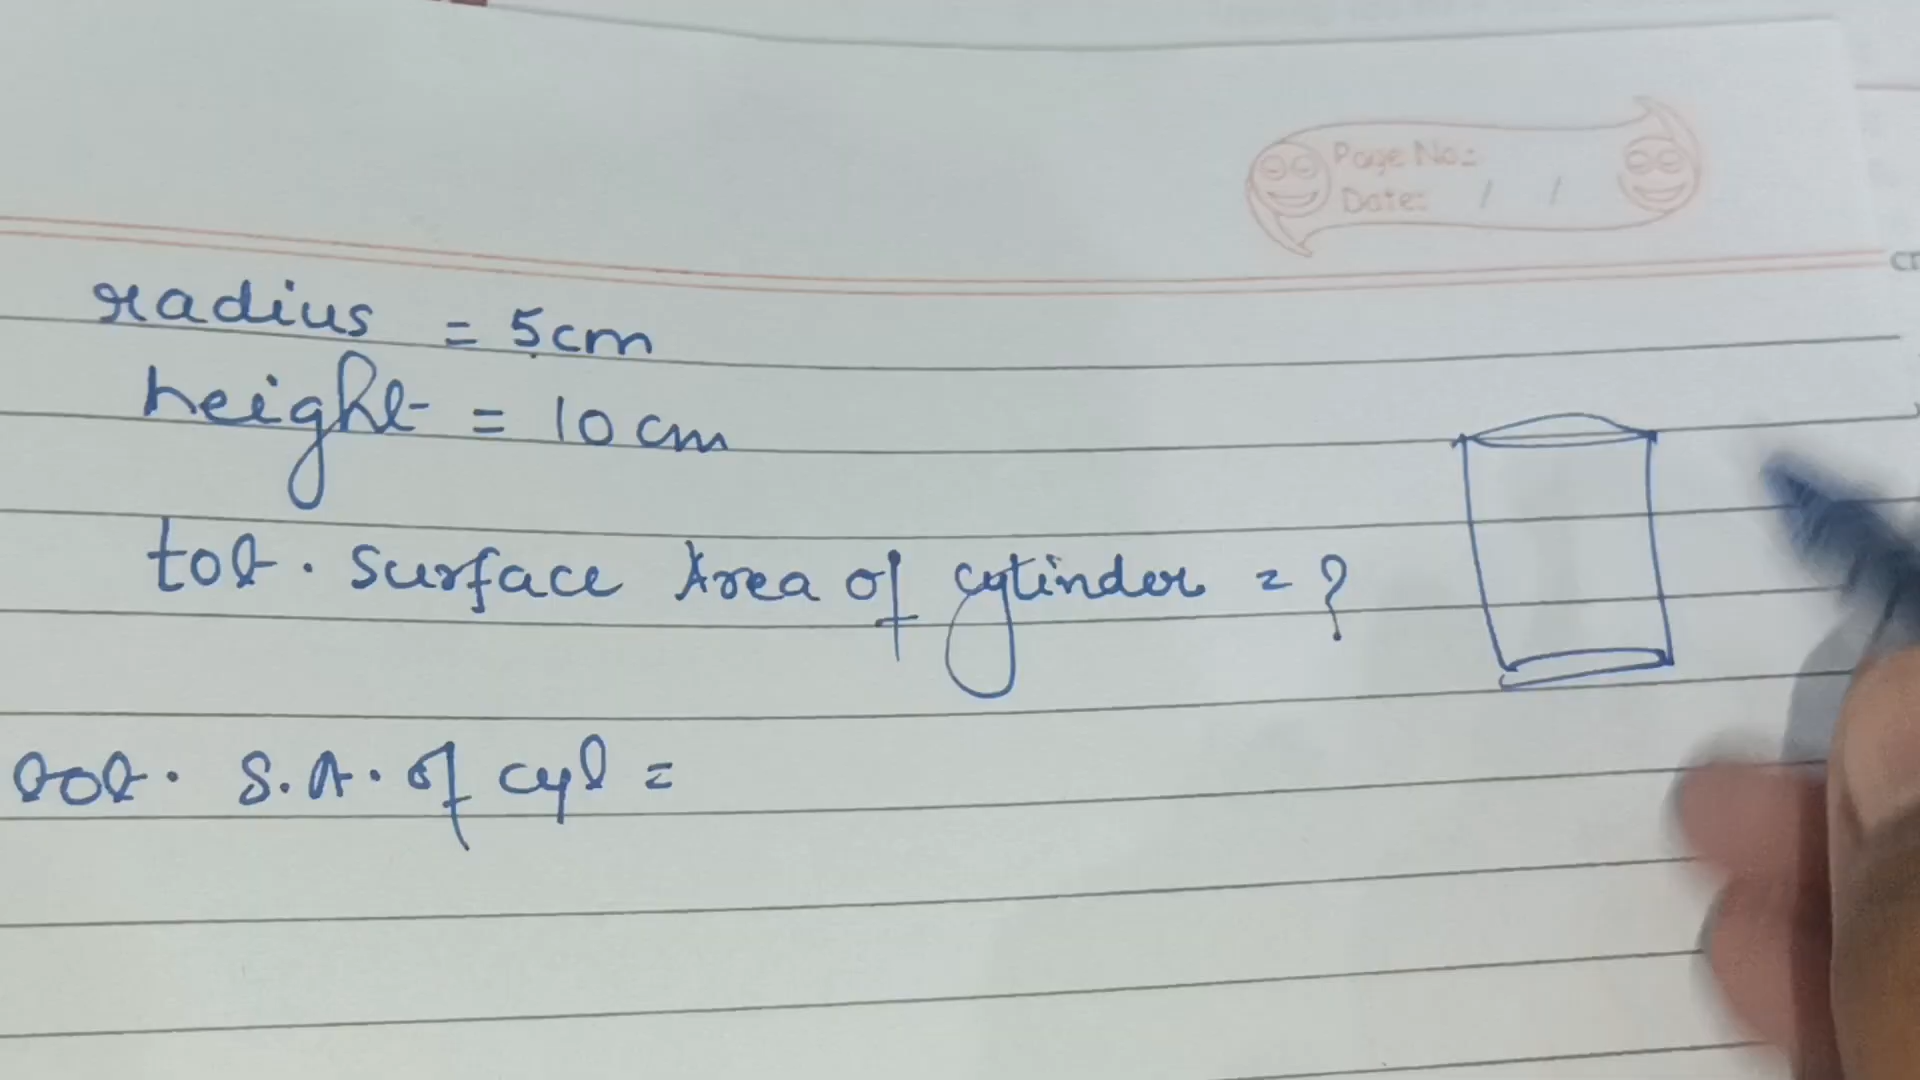 Page No.:
Date: / /
radius = 5cm
height = 10 cm
tot. surface Area of cylinder = ?
tot. S.A. of cyl =